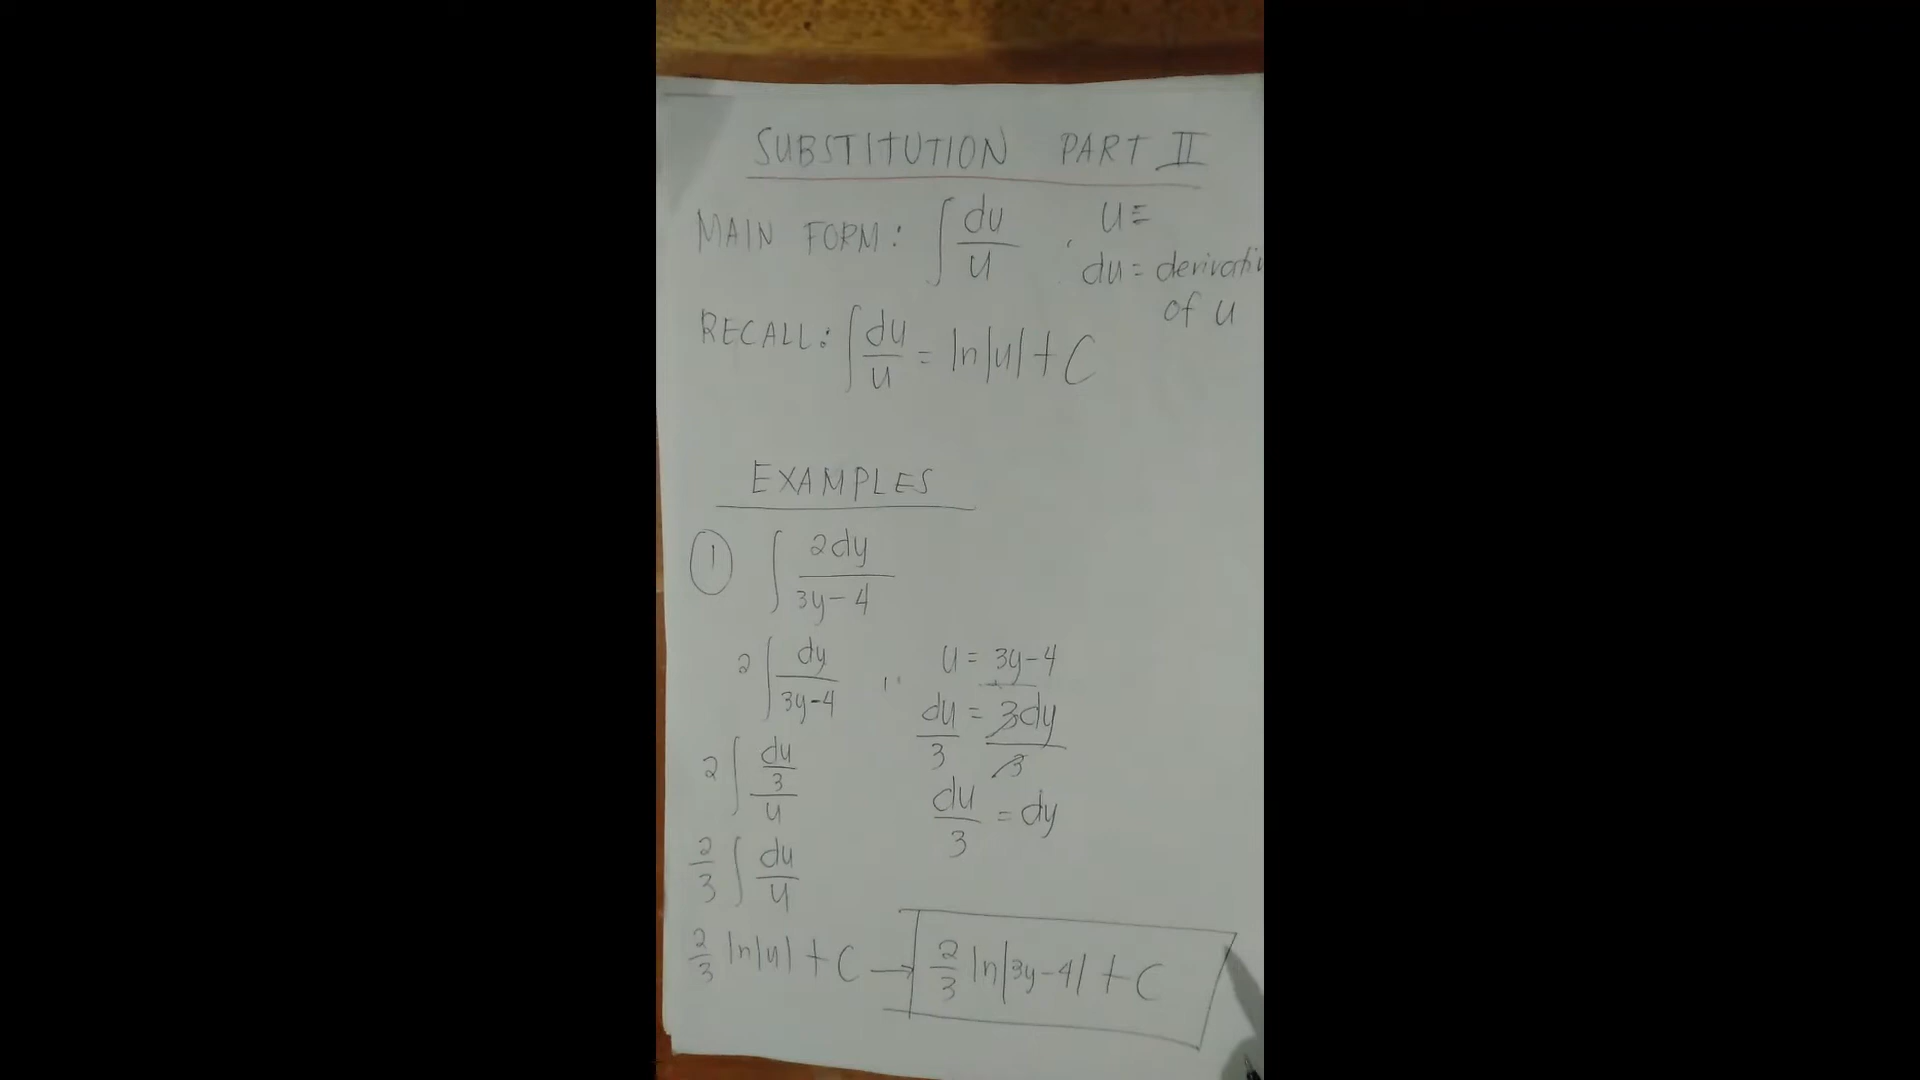 SUBSTITUTION PART II
MAIN FORM: ∫ du/u , u =
du = derivati
of u
RECALL: ∫ du/u = ln|u| + C
EXAMPLES
① ∫ 2dy/(3y-4)
2 ∫ dy/(3y-4) , u = 3y-4
du/3 = 3dy/3
2 ∫ (du/3)/u
du/3 = dy
2/3 ∫ du/u
2/3 ln|u| + C → 2/3 ln|3y-4| + C